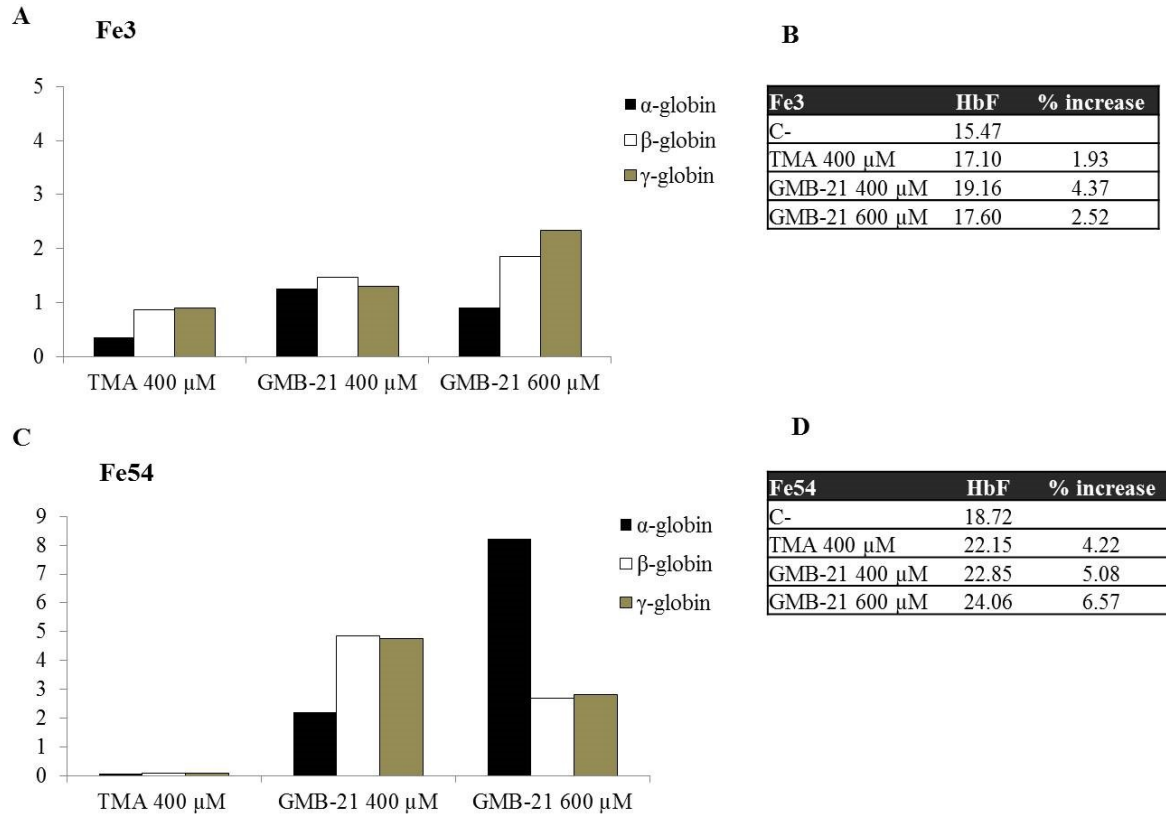 A
Fe3
5
4
3
2
1
0
α-globin
β-globin
γ-globin
TMA 400 µM GMB-21 400 µM GMB-21 600 µM
B
Fe3 HbF % increase
C- 15.47
TMA 400 µM 17.10 1.93
GMB-21 400 µM 19.16 4.37
GMB-21 600 µM 17.60 2.52
C
Fe54
9
8
7
6
5
4
3
2
1
0
α-globin
β-globin
γ-globin
TMA 400 µM GMB-21 400 µM GMB-21 600 µM
D
Fe54 HbF % increase
C- 18.72
TMA 400 µM 22.15 4.22
GMB-21 400 µM 22.85 5.08
GMB-21 600 µM 24.06 6.57